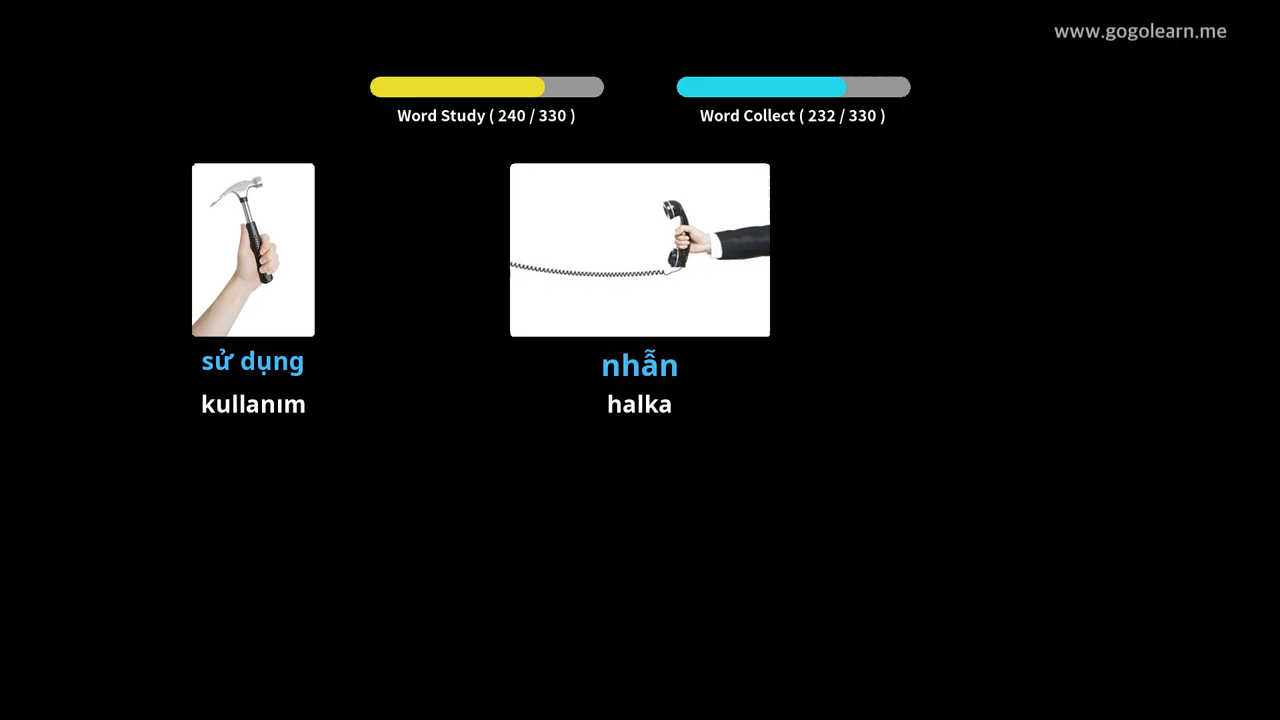 www.gogolearn.me
Word Study ( 240 / 330 )
Word Collect ( 232 / 330 )
sử dụng
kullanım
nhẫn
halka